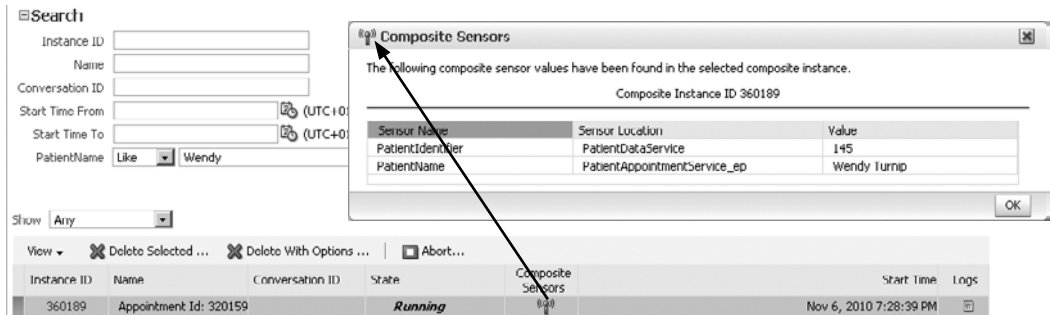 Search
Instance ID
Name
Conversation ID
Start Time From (UTC+01
Start Time To (UTC+01
PatientName Like Wendy
Show Any
Composite Sensors
The following composite sensor values have been found in the selected composite instance.
Composite Instance ID 360189
Sensor Name Sensor Location Value
PatientIdentifier PatientDataService 145
PatientName PatientAppointmentService_ep Wendy Turnip
OK
View Delete Selected ... Delete With Options ... Abort...
Instance ID Name Conversation ID State Composite Sensors Start Time Logs
360189 Appointment Id: 320159 Running Nov 6, 2010 7:28:39 PM